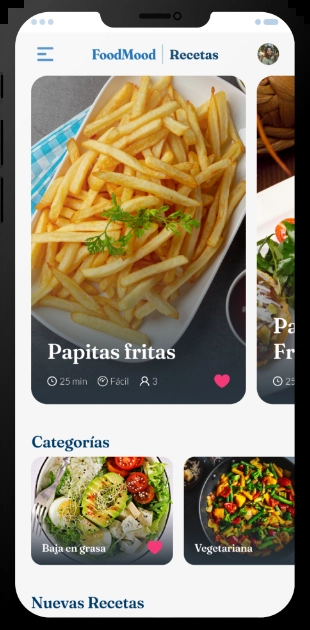 FoodMood | Recetas
Papitas fritas
25 min Fácil 3
Pa
Fr
25
Categorías
Baja en grasa
Vegetariana
Nuevas Recetas